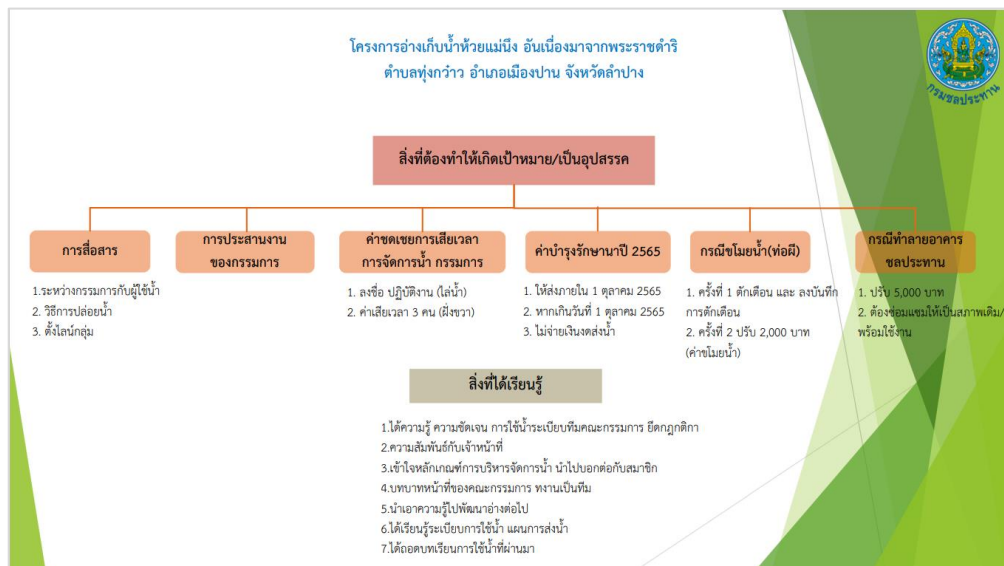 โครงการอ่างเก็บน้ำห้วยแม่นึง อันเนื่องมาจากพระราชดำริ
ตำบลทุ่งกว๋าว อำเภอเมืองปาน จังหวัดลำปาง
กรมชลประทาน
สิ่งที่ต้องทำให้เกิดเป้าหมาย/เป็นอุปสรรค
การสื่อสาร
1.ระหว่างกรรมการกับผู้ใช้น้ำ
2. วิธีการปล่อยน้ำ
3. ตั้งไลน์กลุ่ม
การประสานงาน
ของกรรมการ
ค่าชดเชยการเสียเวลา
การจัดการน้ำ กรรมการ
1. ลงชื่อ ปฏิบัติงาน (ไล่น้ำ)
2. ค่าเสียเวลา 3 คน (ฝั่งขวา)
ค่าบำรุงรักษานาปี 2565
1. ให้ส่งภายใน 1 ตุลาคม 2565
2. หากเกินวันที่ 1 ตุลาคม 2565
3. ไม่จ่ายเงินงดส่งน้ำ
กรณีขโมยน้ำ(ท่อผี)
1. ครั้งที่ 1 ตักเตือน และ ลงบันทึก
การตักเตือน
2. ครั้งที่ 2 ปรับ 2,000 บาท
(ค่าขโมยน้ำ)
กรณีทำลายอาคาร
ชลประทาน
1. ปรับ 5,000 บาท
2. ต้องซ่อมแซมให้เป็นสภาพเดิม/
พร้อมใช้งาน
สิ่งที่ได้เรียนรู้
1.ได้ความรู้ ความชัดเจน การใช้น้ำระเบียบทีมคณะกรรมการ ยึดกฎกติกา
2.ความสัมพันธ์กับเจ้าหน้าที่
3.เข้าใจหลักเกณฑ์การบริหารจัดการน้ำ นำไปบอกต่อกับสมาชิก
4.บทบาทหน้าที่ของคณะกรรมการ ทงานเป็นทีม
5.นำเอาความรู้ไปพัฒนาอ่างต่อไป
6.ได้เรียนรู้ระเบียบการใช้น้ำ แผนการส่งน้ำ
7.ได้ถอดบทเรียนการใช้น้ำที่ผ่านมา